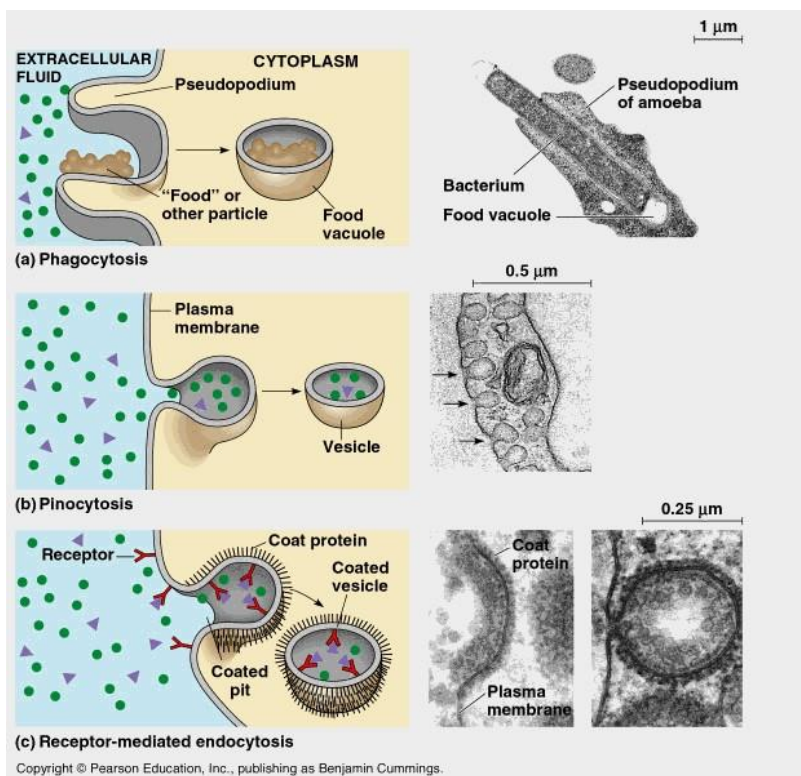 1 µm
EXTRACELLULAR
FLUID
CYTOPLASM
Pseudopodium
"Food" or
other particle
Food
vacuole
Pseudopodium
of amoeba
Bacterium
Food vacuole
(a) Phagocytosis
0.5 µm
Plasma
membrane
Vesicle
(b) Pinocytosis
0.25 µm
Receptor
Coat protein
Coated
vesicle
Coated
pit
Coat
protein
Plasma
membrane
(c) Receptor-mediated endocytosis
Copyright © Pearson Education, Inc., publishing as Benjamin Cummings.